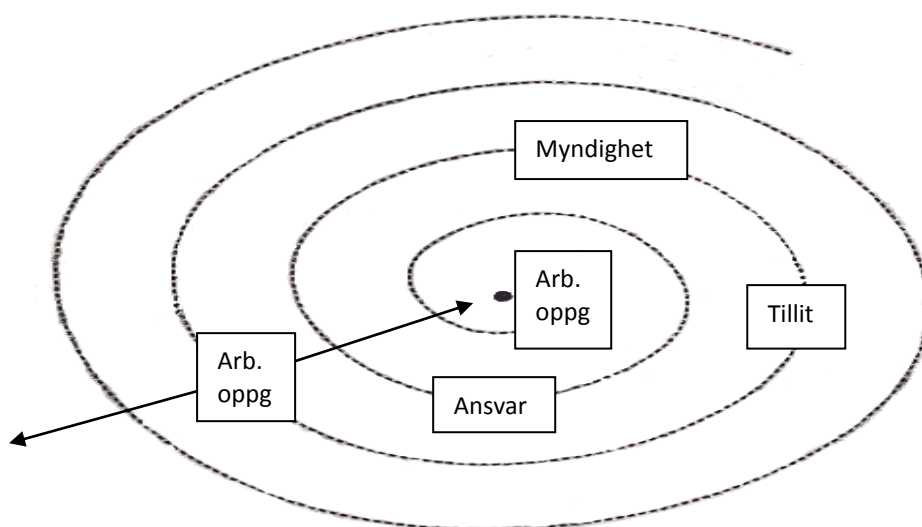 Myndighet
Arb.
oppg
Tillit
Arb.
oppg
Ansvar